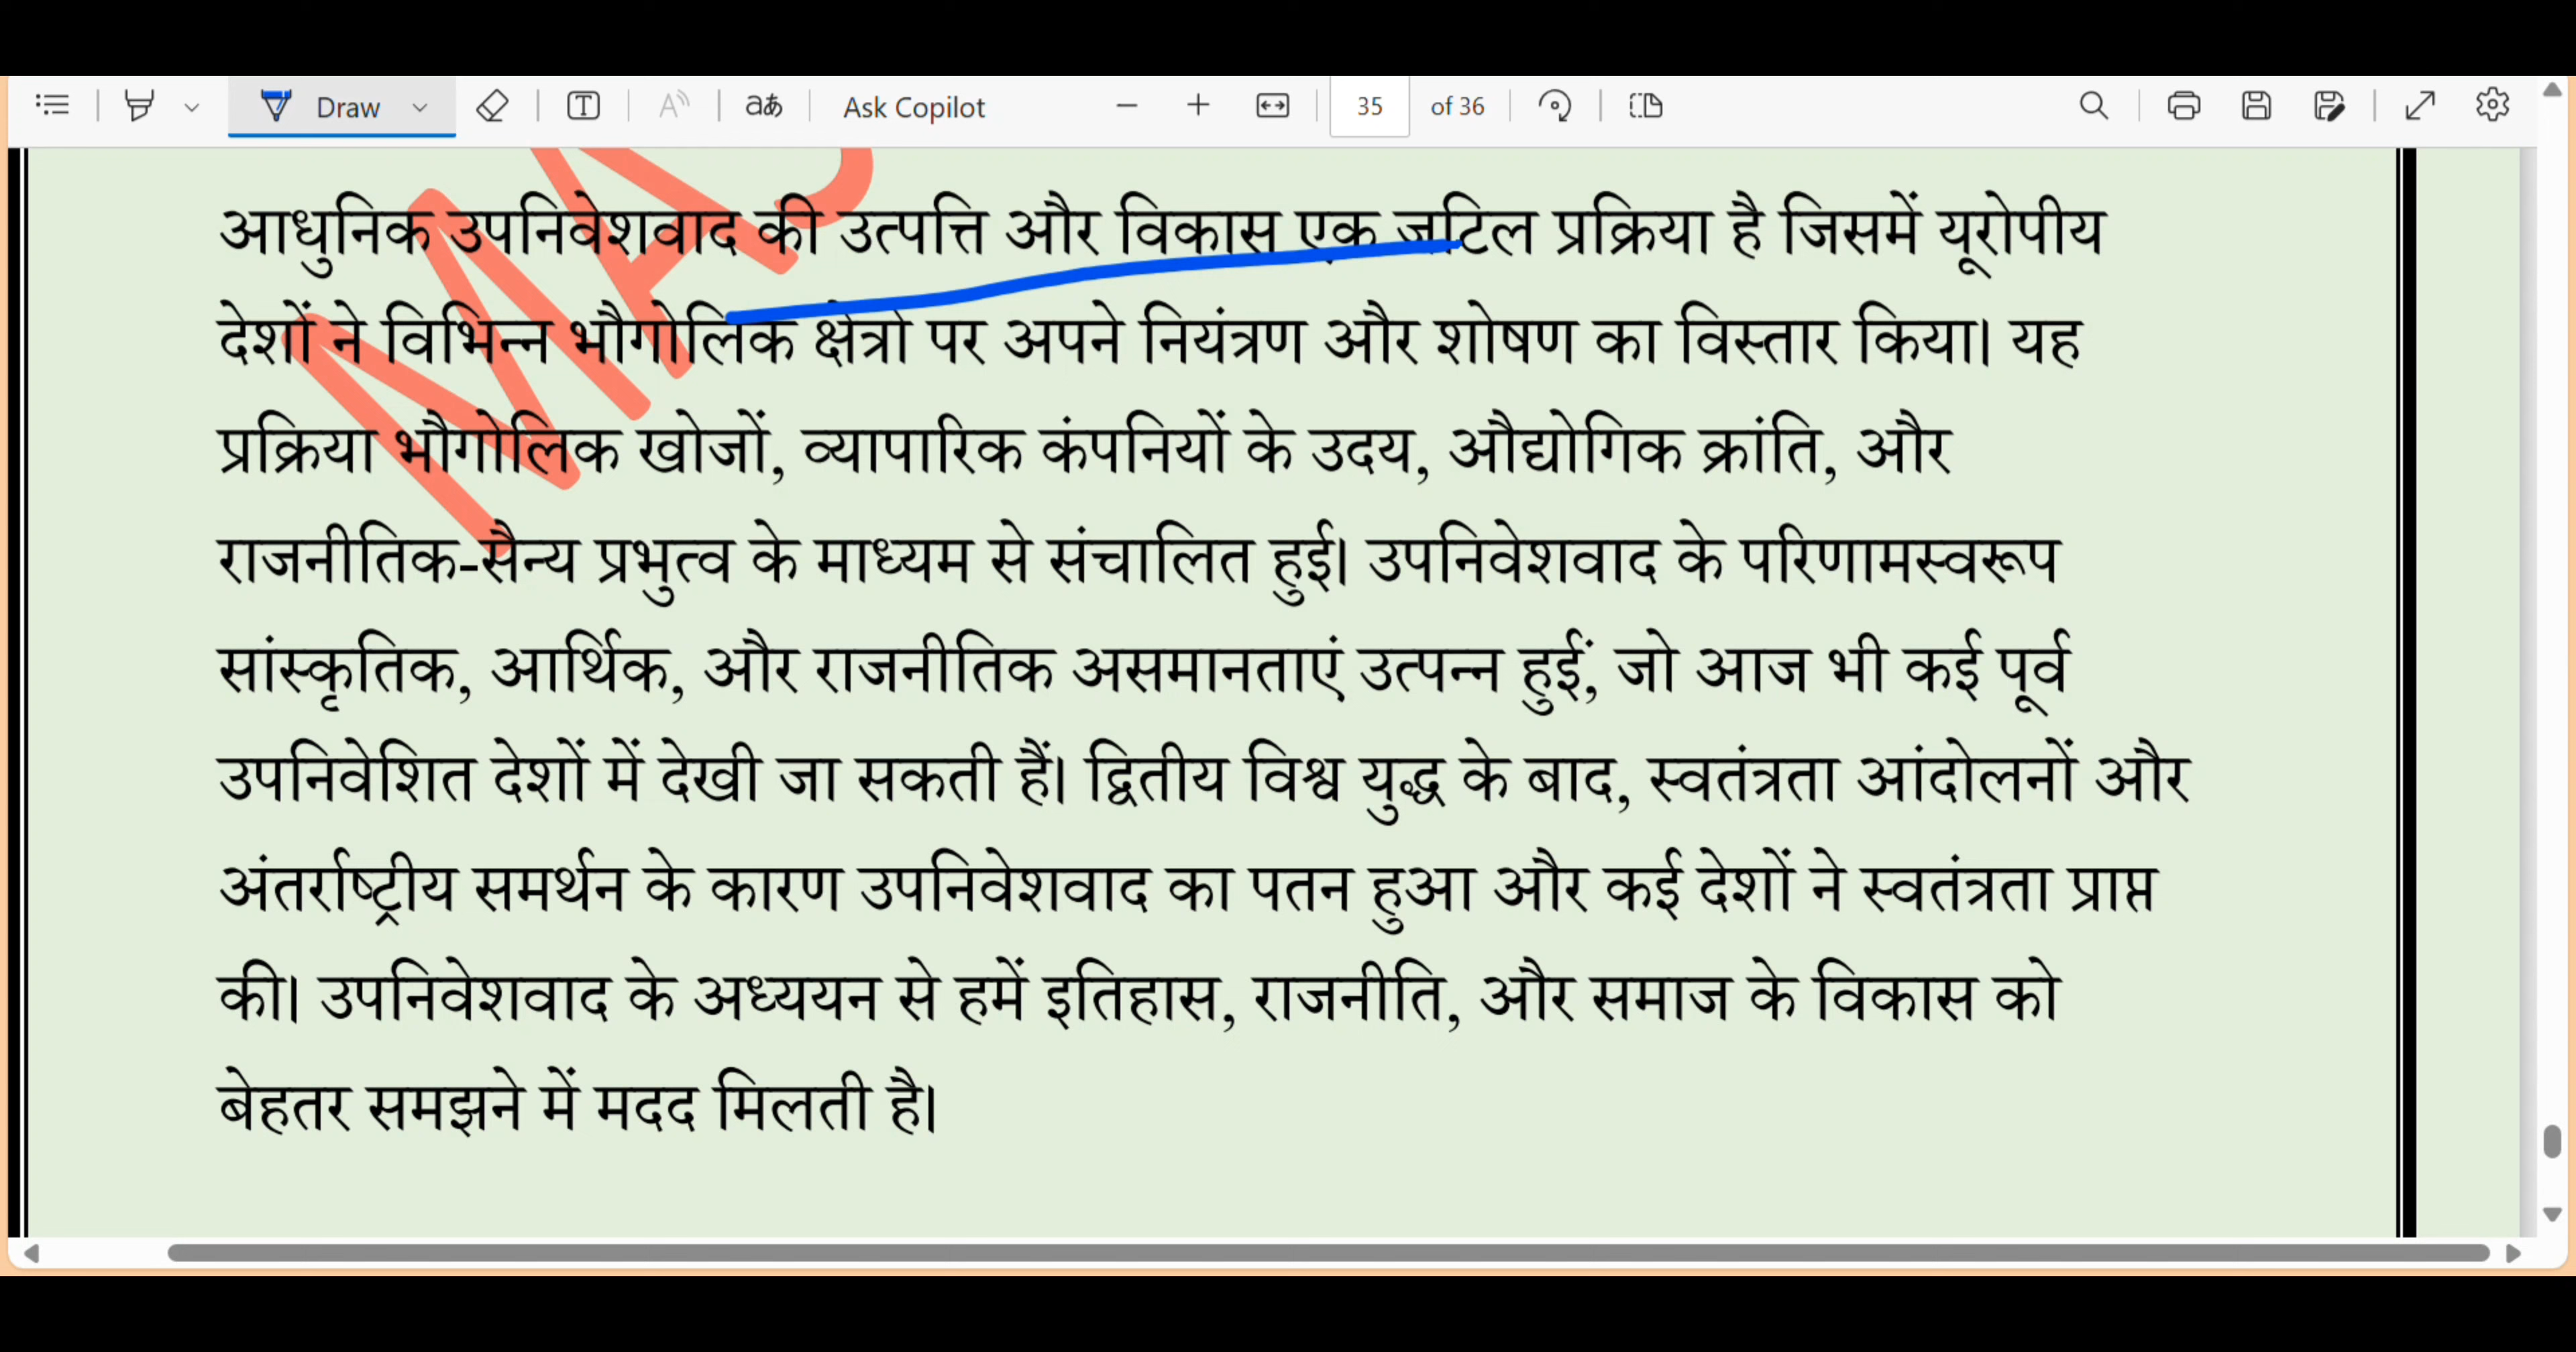 Draw
Ask Copilot
35 of 36
आधुनिक उपनिवेशवाद की उत्पत्ति और विकास एक जटिल प्रक्रिया है जिसमें यूरोपीय
देशों ने विभिन्न भौगोलिक क्षेत्रों पर अपने नियंत्रण और शोषण का विस्तार किया। यह
प्रक्रिया भौगोलिक खोजों, व्यापारिक कंपनियों के उदय, औद्योगिक क्रांति, और
राजनीतिक-सैन्य प्रभुत्व के माध्यम से संचालित हुई। उपनिवेशवाद के परिणामस्वरूप
सांस्कृतिक, आर्थिक, और राजनीतिक असमानताएं उत्पन्न हुईं, जो आज भी कई पूर्व
उपनिवेशित देशों में देखी जा सकती हैं। द्वितीय विश्व युद्ध के बाद, स्वतंत्रता आंदोलनों और
अंतर्राष्ट्रीय समर्थन के कारण उपनिवेशवाद का पतन हुआ और कई देशों ने स्वतंत्रता प्राप्त
की। उपनिवेशवाद के अध्ययन से हमें इतिहास, राजनीति, और समाज के विकास को
बेहतर समझने में मदद मिलती है।